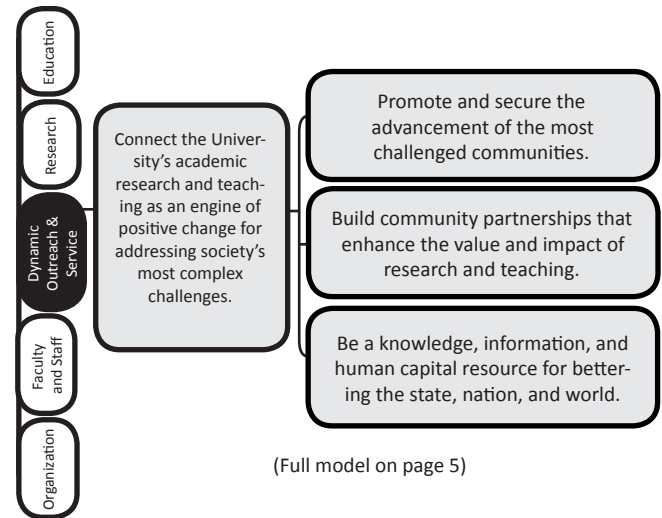 Education
Research
Dynamic
Outreach &
Service
Faculty
and Staff
Organization
Connect the Univer-
sity's academic
research and teach-
ing as an engine of
positive change for
addressing society's
most complex
challenges.
Promote and secure the
advancement of the most
challenged communities.
Build community partnerships that
enhance the value and impact of
research and teaching.
Be a knowledge, information, and
human capital resource for better-
ing the state, nation, and world.
(Full model on page 5)